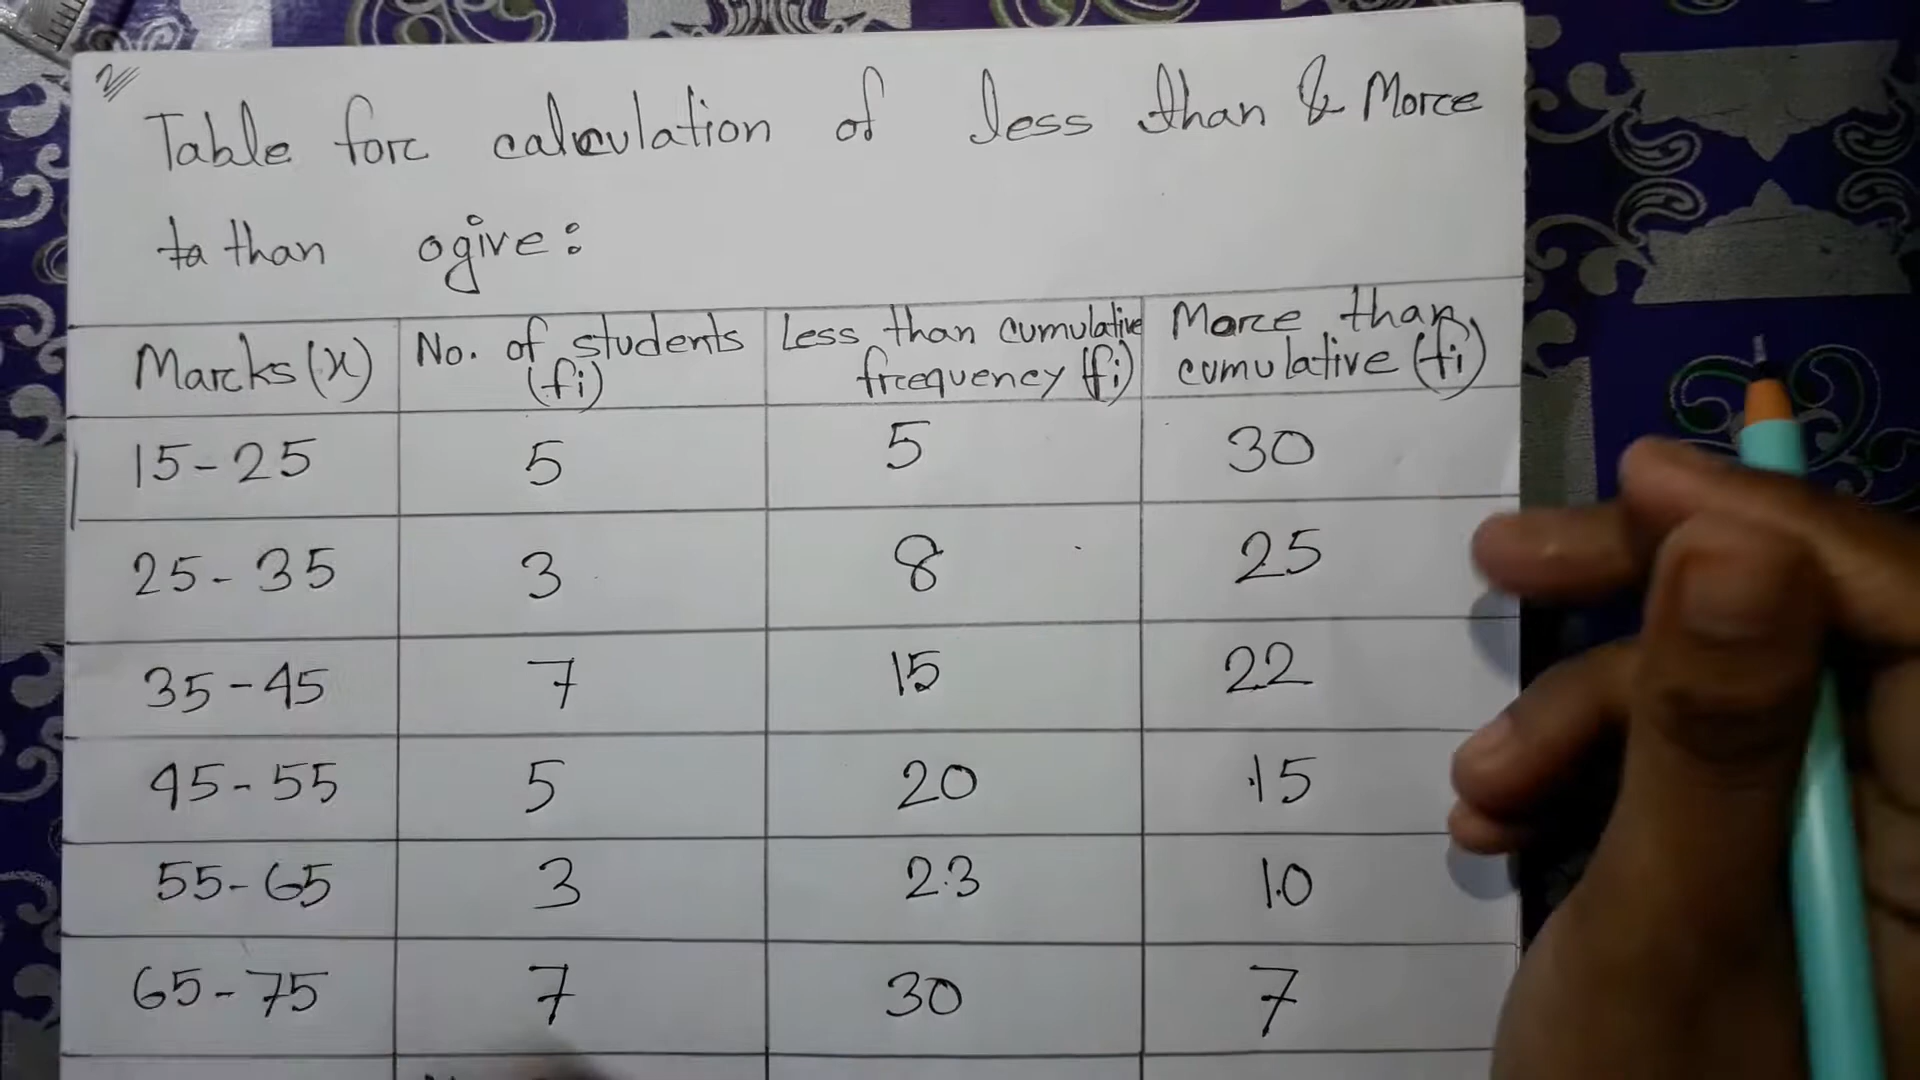 2
Table for calculation of less than & More
than ogive:
Marks (x) No. of students (fi) Less than cumulative frequency (fi) More than cumulative (fi)
15-25 5 5 30
25-35 3 8 25
35-45 7 15 22
45-55 5 20 15
55-65 3 23 10
65-75 7 30 7